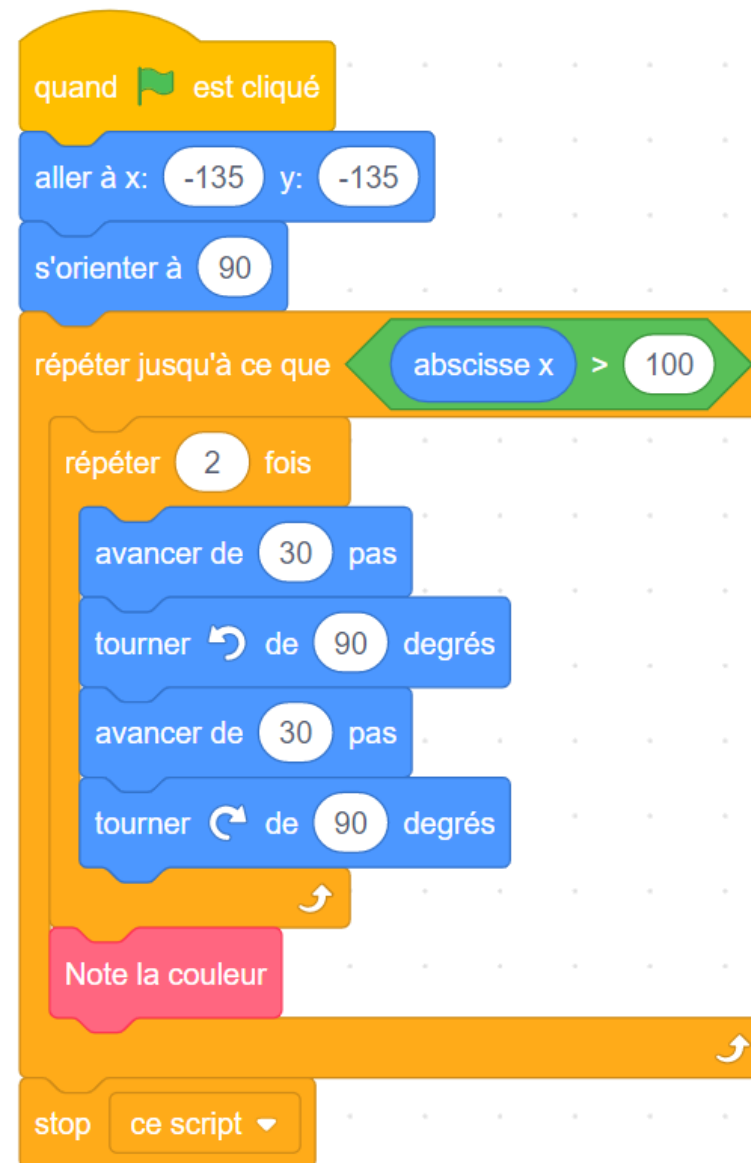 quand est cliqué
aller à x: -135 y: -135
s'orienter à 90
répéter jusqu'à ce que abscisse x > 100
répéter 2 fois
avancer de 30 pas
tourner de 90 degrés
avancer de 30 pas
tourner de 90 degrés
Note la couleur
stop ce script